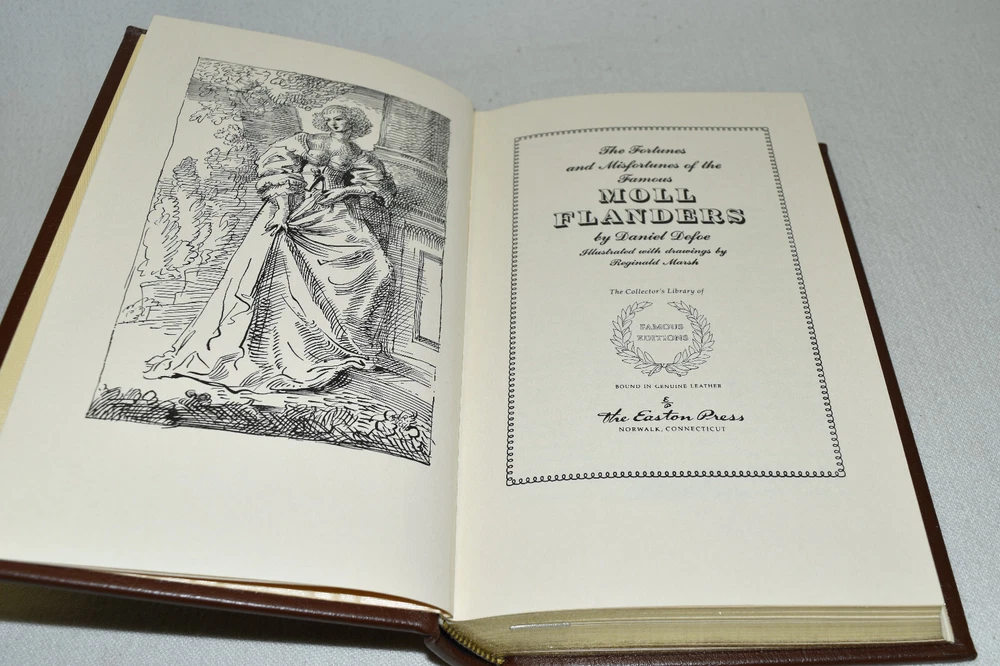 The Fortunes
and Misfortunes of the
Famous
MOLL
FLANDERS
by Daniel Defoe
Illustrated with drawings by
Reginald Marsh
The Collector's Library of
FAMOUS
EDITIONS
BOUND IN GENUINE LEATHER
E/P
The Easton Press
NORWALK, CONNECTICUT